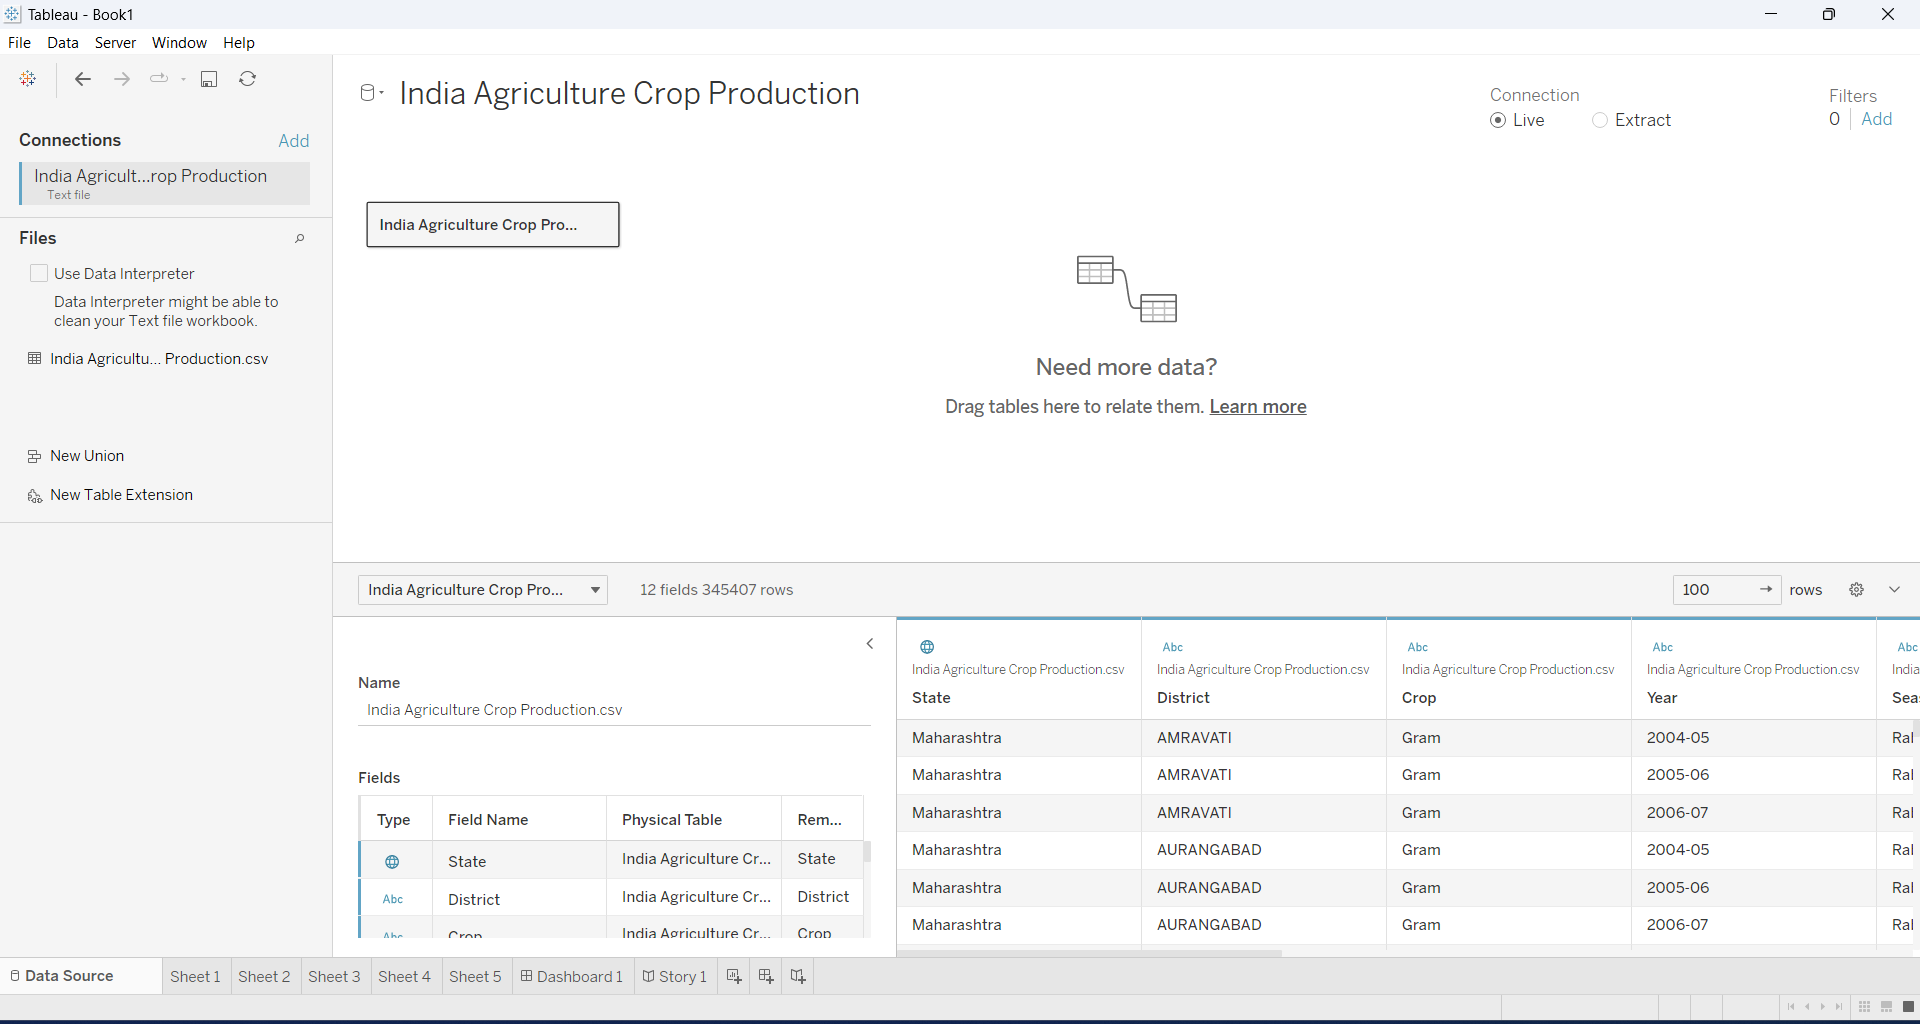 Tableau - Book1
File Data Server Window Help
Connections Add
India Agricult...rop Production
Text file
Files
Use Data Interpreter
Data Interpreter might be able to
clean your Text file workbook.
India Agricultu... Production.csv
New Union
New Table Extension
India Agriculture Crop Production
Connection
Live Extract
Filters
0 Add
India Agriculture Crop Pro...
Need more data?
Drag tables here to relate them. Learn more
India Agriculture Crop Pro... 12 fields 345407 rows 100 → rows
Name
India Agriculture Crop Production.csv
Fields
Type Field Name Physical Table Rem...
State India Agriculture Cr... State
Abc District India Agriculture Cr... District
Abc Crop India Agriculture Cr... Crop
Abc Abc Abc Abc
India Agriculture Crop Production.csv India Agriculture Crop Production.csv India Agriculture Crop Production.csv India Agriculture Crop Production.csv India
State District Crop Year Sea
Maharashtra AMRAVATI Gram 2004-05 Ral
Maharashtra AMRAVATI Gram 2005-06 Ral
Maharashtra AMRAVATI Gram 2006-07 Ral
Maharashtra AURANGABAD Gram 2004-05 Ral
Maharashtra AURANGABAD Gram 2005-06 Ral
Maharashtra AURANGABAD Gram 2006-07 Ral
Data Source Sheet 1 Sheet 2 Sheet 3 Sheet 4 Sheet 5 Dashboard 1 Story 1